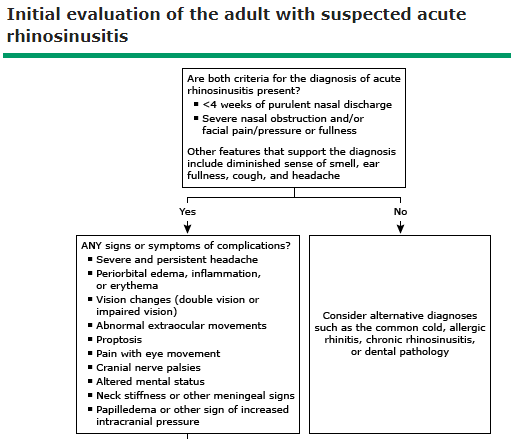 Initial evaluation of the adult with suspected acute
rhinosinusitis
Are both criteria for the diagnosis of acute
rhinosinusitis present?
▪ <4 weeks of purulent nasal discharge
▪ Severe nasal obstruction and/or
facial pain/pressure or fullness
Other features that support the diagnosis
include diminished sense of smell, ear
fullness, cough, and headache
Yes
No
ANY signs or symptoms of complications?
▪ Severe and persistent headache
▪ Periorbital edema, inflammation,
or erythema
▪ Vision changes (double vision or
impaired vision)
▪ Abnormal extraocular movements
▪ Proptosis
▪ Pain with eye movement
▪ Cranial nerve palsies
▪ Altered mental status
▪ Neck stiffness or other meningeal signs
▪ Papilledema or other sign of increased
intracranial pressure
Consider alternative diagnoses
such as the common cold, allergic
rhinitis, chronic rhinosinusitis,
or dental pathology